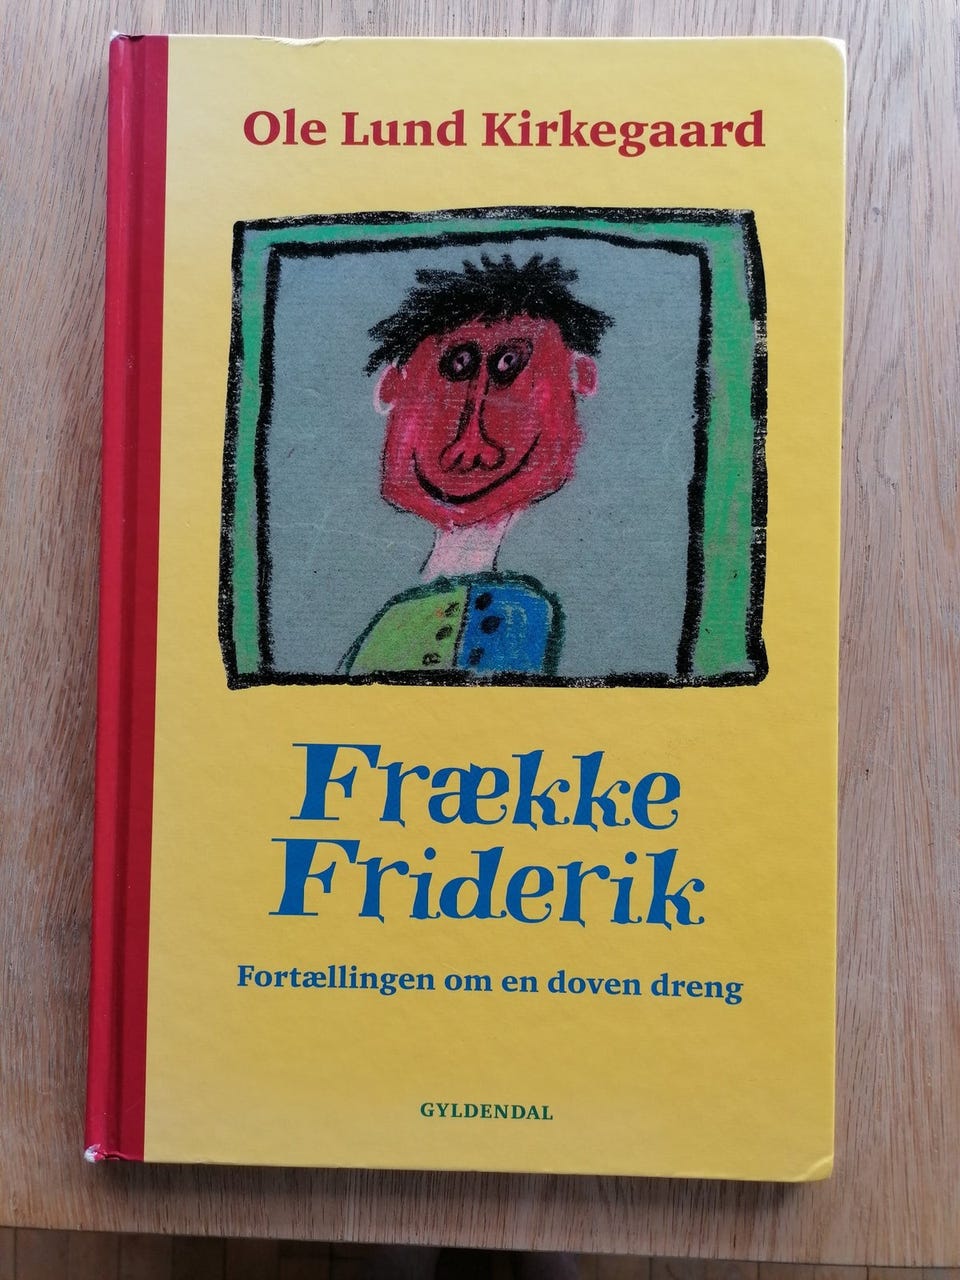 Ole Lund Kirkegaard
Frække
Friderik
Fortællingen om en doven dreng
GYLDENDAL